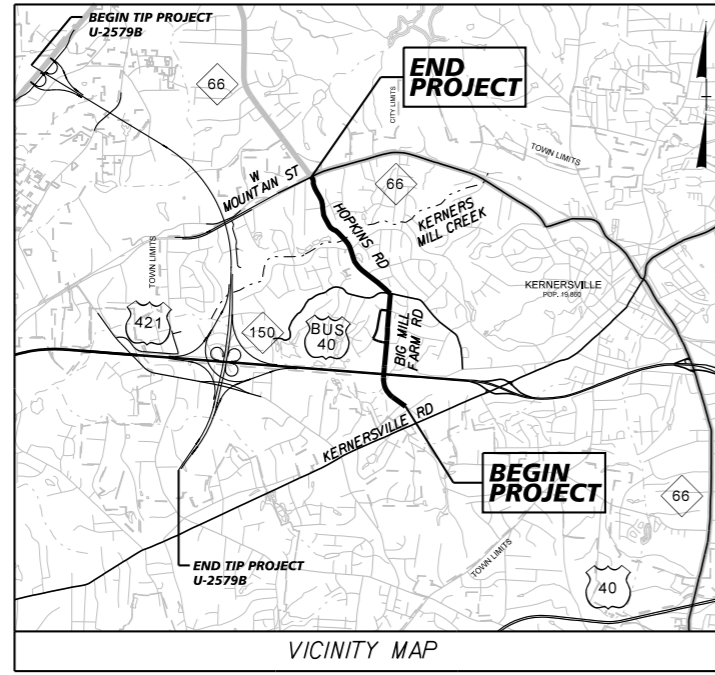 BEGIN TIP PROJECT
U-2579B
66
END
PROJECT
CITY LIMITS
TOWN LIMITS
W
MOUNTAIN ST
66
HOPKINS RD
KERNERS
MILL CREEK
TOWN LIMITS
KERNERSVILLE
POP. 19,860
421
150
BUS
40
BIG MILL
FARM RD
KERNERSVILLE RD
BEGIN
PROJECT
66
END TIP PROJECT
U-2579B
TOWN LIMITS
40
VICINITY MAP